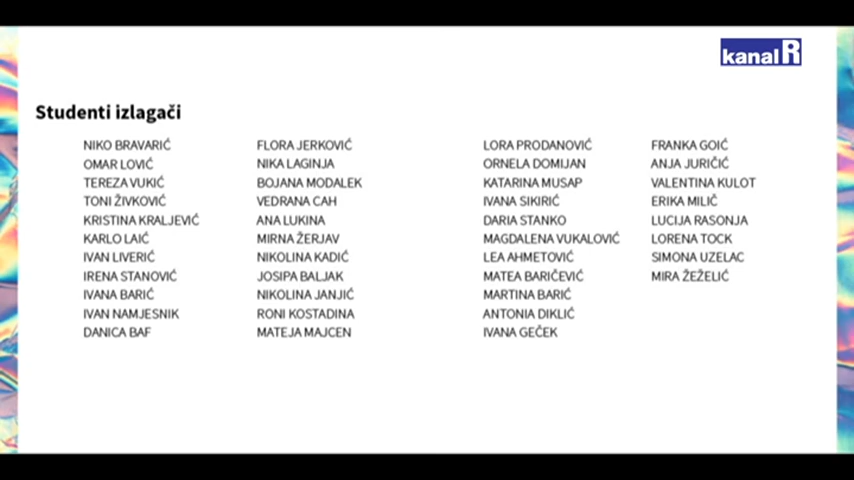 kanal R
Studenti izlagači
NIKO BRAVARIĆ
OMAR LOVIĆ
TEREZA VUKIĆ
TONI ŽIVKOVIĆ
KRISTINA KRALJEVIĆ
KARLO LAIĆ
IVAN LIVERIĆ
IRENA STANOVIĆ
IVANA BARIĆ
IVAN NAMJESNIK
DANICA BAF
FLORA JERKOVIĆ
NIKA LAGINJA
BOJANA MODALEK
VEDRANA CAH
ANA LUKINA
MIRNA ŽERJAV
NIKOLINA KADIĆ
JOSIPA BALJAK
NIKOLINA JANJIĆ
RONI KOSTADINA
MATEJA MAJCEN
LORA PRODANOVIĆ
ORNELA DOMIJAN
KATARINA MUSAP
IVANA SIKIRIĆ
DARIA STANKO
MAGDALENA VUKALOVIĆ
LEA AHMETOVIĆ
MATEA BARIČEVIĆ
MARTINA BARIĆ
ANTONIA DIKLIĆ
IVANA GEČEK
FRANKA GOIĆ
ANJA JURIČIĆ
VALENTINA KULOT
ERIKA MILIČ
LUCIJA RASONJA
LORENA TOCK
SIMONA UZELAC
MIRA ŽEŽELIĆ